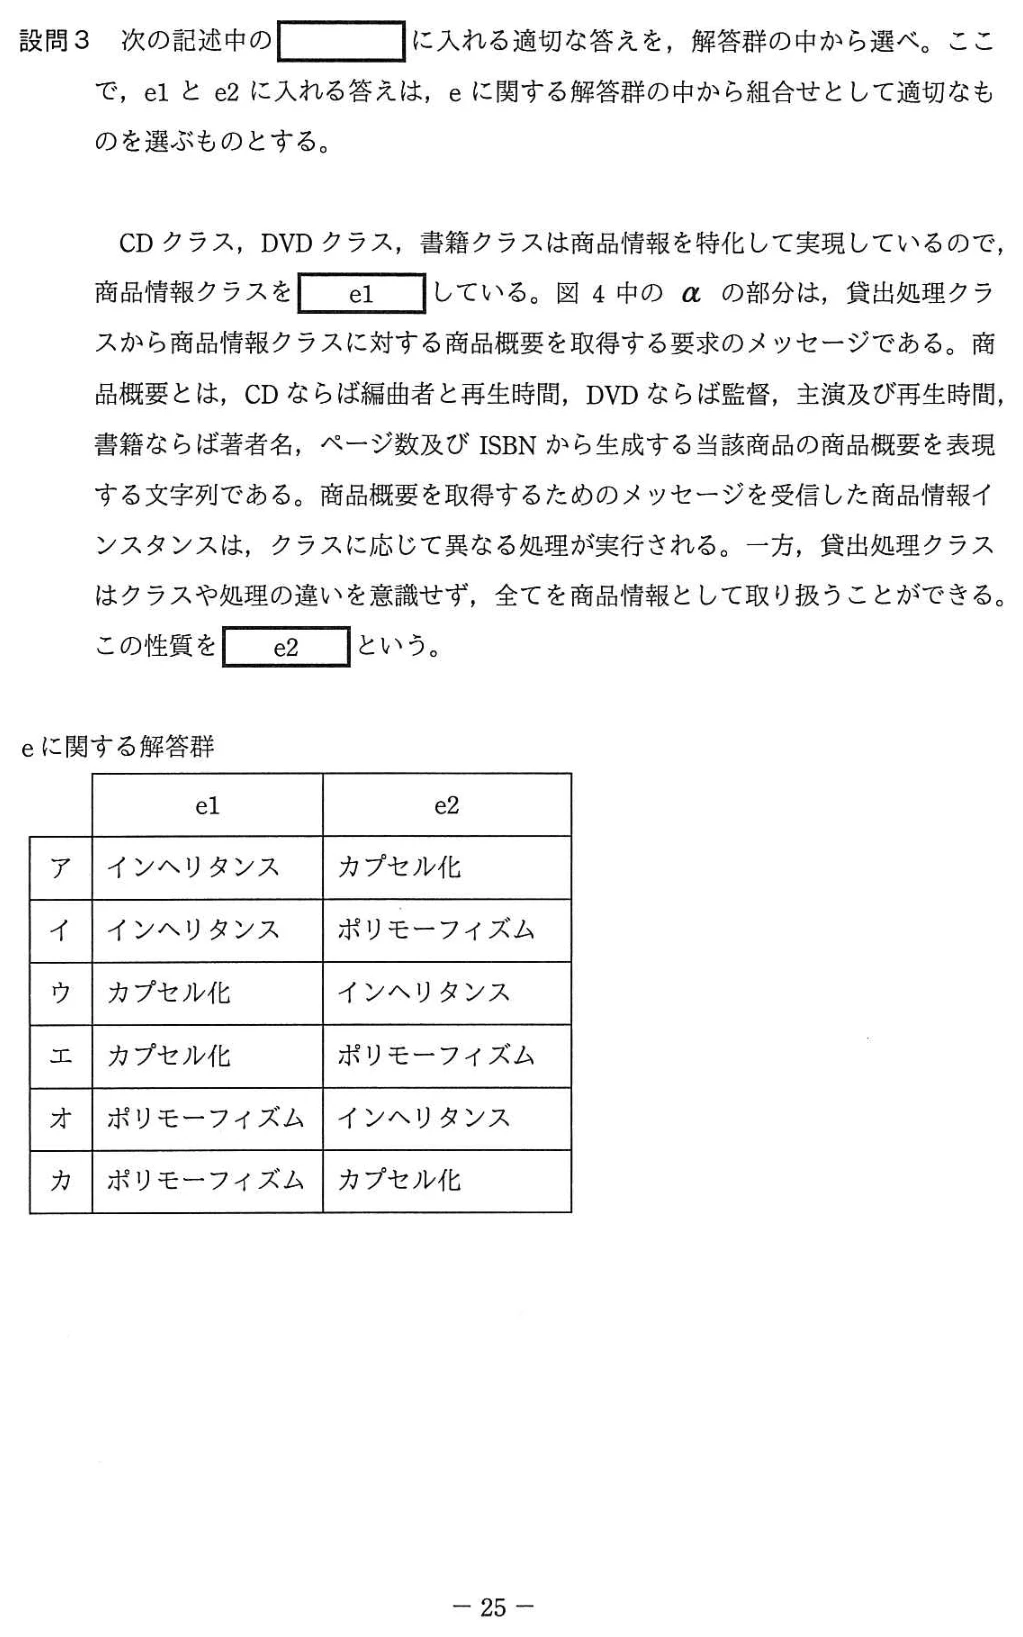 設問3 次の記述中の に入れる適切な答えを，解答群の中から選べ。ここ
で，e1 と e2 に入れる答えは，e に関する解答群の中から組合せとして適切なも
のを選ぶものとする。
CD クラス，DVD クラス，書籍クラスは商品情報を特化して実現しているので，
商品情報クラスを e1 している。図 4 中の α の部分は，貸出処理クラ
スから商品情報クラスに対する商品概要を取得する要求のメッセージである。商
品概要とは，CD ならば編曲者と再生時間，DVD ならば監督，主演及び再生時間，
書籍ならば著者名，ページ数及び ISBN から生成する当該商品の商品概要を表現
する文字列である。商品概要を取得するためのメッセージを受信した商品情報イ
ンスタンスは，クラスに応じて異なる処理が実行される。一方，貸出処理クラス
はクラスや処理の違いを意識せず，全てを商品情報として取り扱うことができる。
この性質を e2 という。
e に関する解答群
e1 e2
ア インヘリタンス カプセル化
イ インヘリタンス ポリモーフィズム
ウ カプセル化 インヘリタンス
エ カプセル化 ポリモーフィズム
オ ポリモーフィズム インヘリタンス
カ ポリモーフィズム カプセル化
－ 25 －